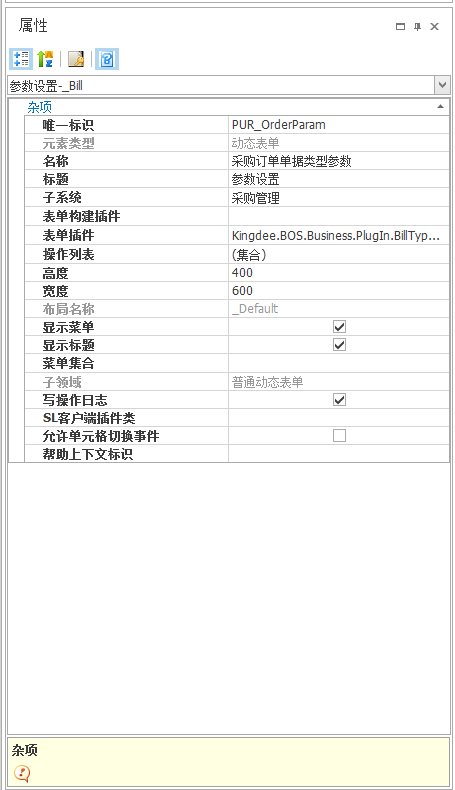 属性
参数设置-_Bill
杂项
唯一标识 PUR_OrderParam
元素类型 动态表单
名称 采购订单单据类型参数
标题 参数设置
子系统 采购管理
表单构建插件
表单插件 Kingdee.BOS.Business.PlugIn.BillTyp...
操作列表 (集合)
高度 400
宽度 600
布局名称 _Default
显示菜单
显示标题
菜单集合
子领域 普通动态表单
写操作日志
SL客户端插件类
允许单元格切换事件
帮助上下文标识
杂项